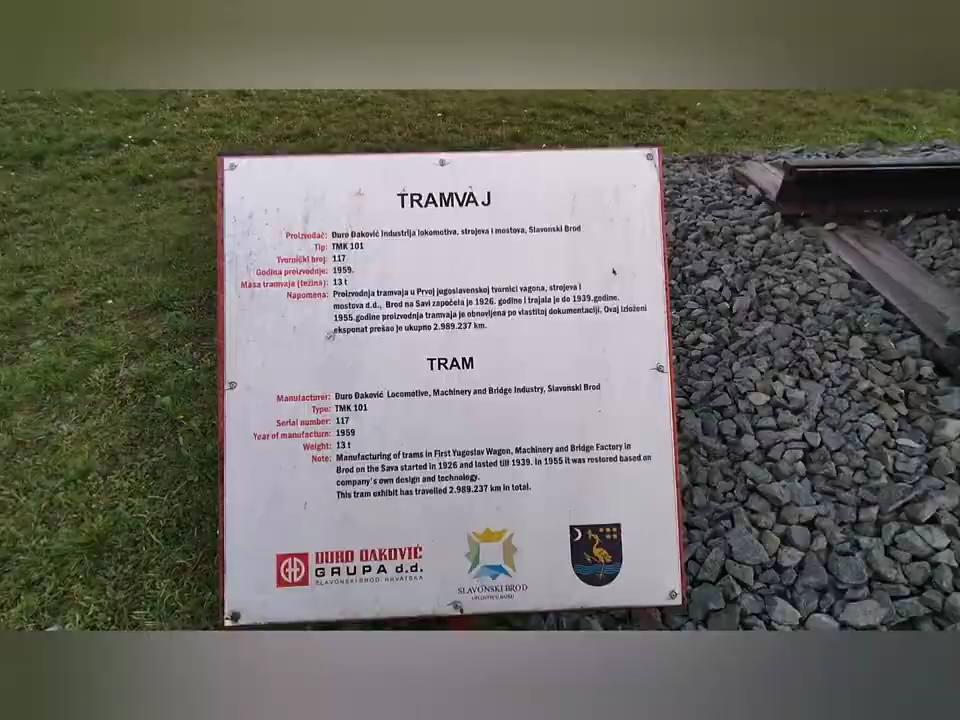 TRAMVAJ
Proizvođač: Đuro Đaković Industrija lokomotiva, strojeva i mostova, Slavonski Brod
Tip: TMK 101
Tvornički broj: 117
Godina proizvodnje: 1959.
Masa tramvaja (težina): 13 t
Napomena: Proizvodnja tramvaja u Prvoj jugoslavenskoj tvornici vagona, strojeva i
mostova d.d., Brod na Savi započela je 1926. godine i trajala je do 1939.godine.
1955.godine proizvodnja tramvaja je obnovljena po vlastitoj dokumentaciji. Ovaj izloženi
eksponat prešao je ukupno 2.989.237 km.
TRAM
Manufacturer: Đuro Đaković Locomotive, Machinery and Bridge Industry, Slavonski Brod
Type: TMK 101
Serial number: 117
Year of manufacture: 1959
Weight: 13 t
Note: Manufacturing of trams in First Yugoslav Wagon, Machinery and Bridge Factory in
Brod on the Sava started in 1926 and lasted till 1939. In 1955 it was restored based on
company's own design and technology.
This tram exhibit has travelled 2.989.237 km in total.
ĐURO ĐAKOVIĆ
GRUPA d.d.
SLAVONSKI BROD, HRVATSKA
SLAVONSKI BROD